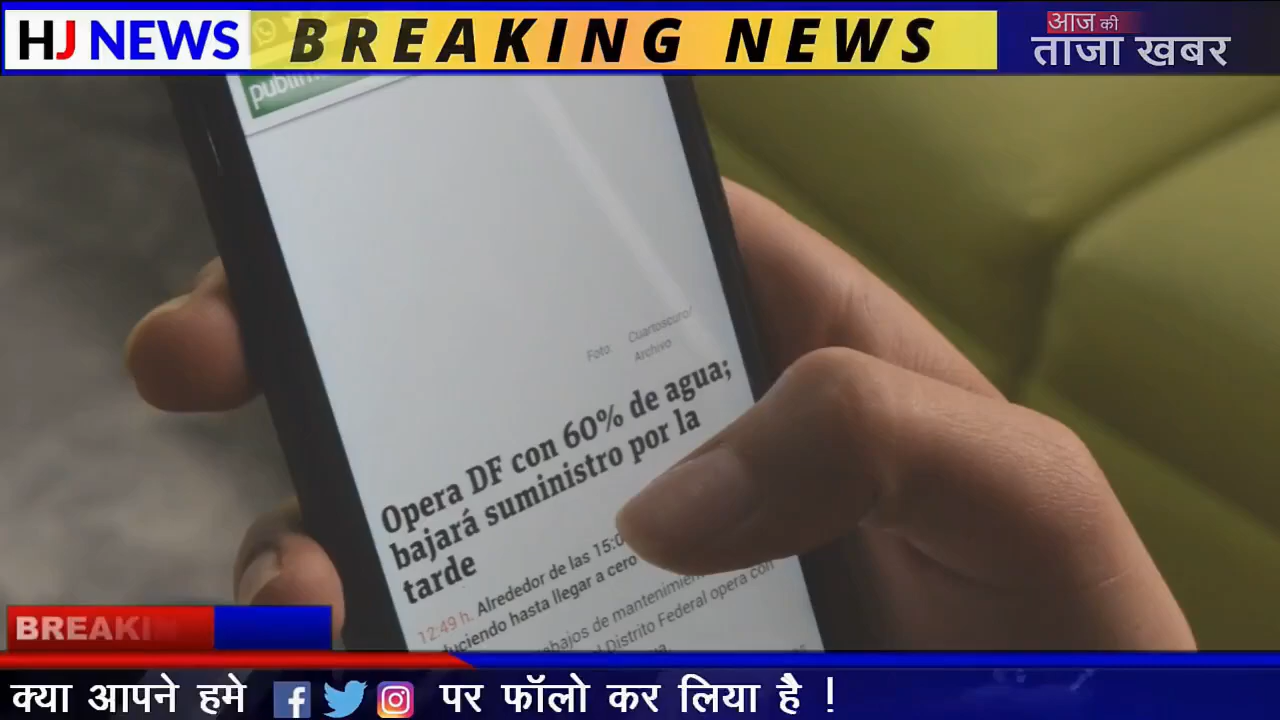 HJ NEWS
BREAKING NEWS
आज की
ताजा खबर
Foto:
Cuartoscuro/
Archivo
Opera DF con 60% de agua;
bajará suministro por la
tarde
12:49 h. Alrededor de las 15:0
duciendo hasta llegar a cero
abajos de mantenimien
l Distrito Federal opera con
BREAKI
क्या आपने हमे पर फॉलो कर लिया है !